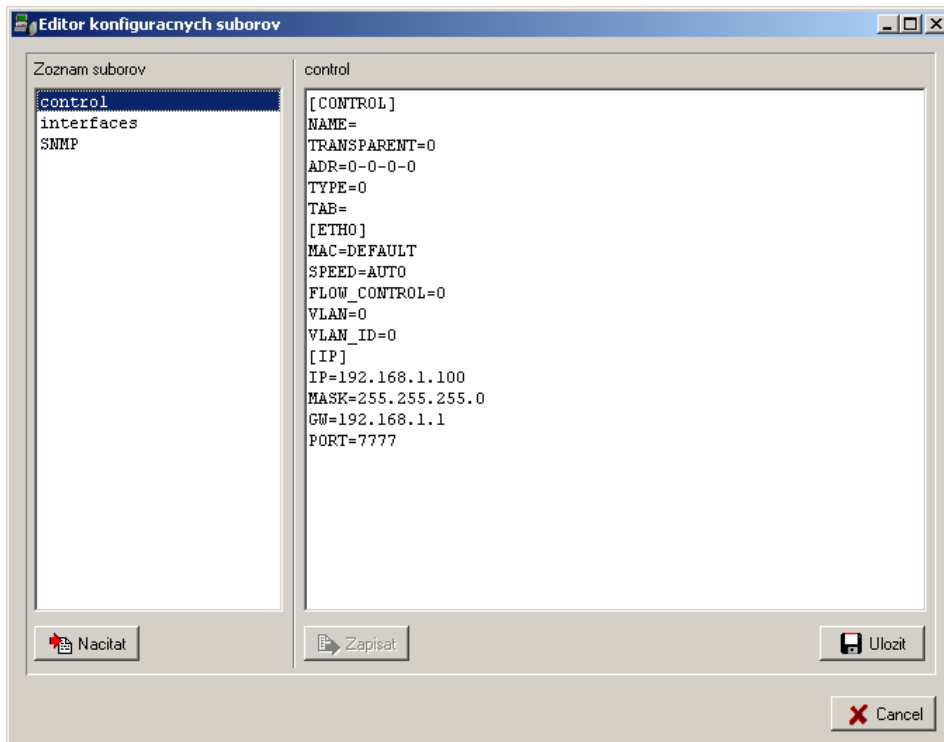 Editor konfiguracnych suborov
Zoznam suborov
control
interfaces
SNMP
control
[CONTROL]
NAME=
TRANSPARENT=0
ADR=0-0-0-0
TYPE=0
TAB=
[ETH0]
MAC=DEFAULT
SPEED=AUTO
FLOW_CONTROL=0
VLAN=0
VLAN_ID=0
[IP]
IP=192.168.1.100
MASK=255.255.255.0
GW=192.168.1.1
PORT=7777
Nacitat
Zapisat
Ulozit
Cancel